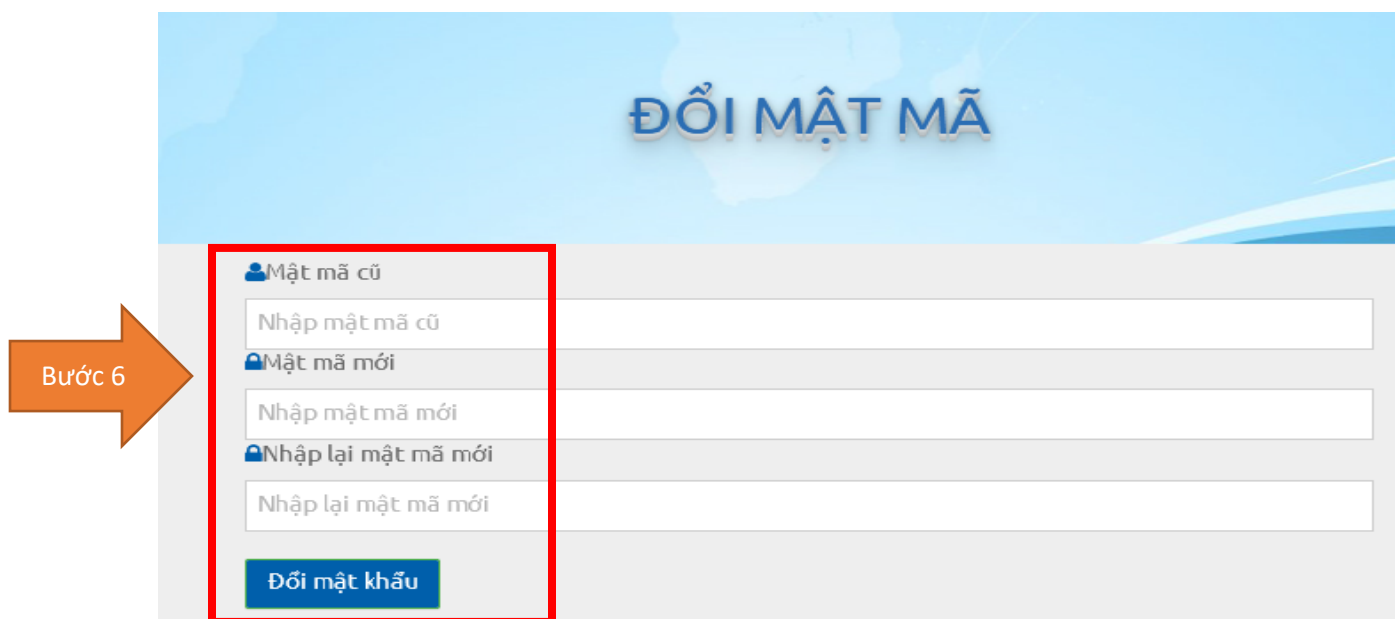 ĐỔI MẬT MÃ
Mật mã cũ
Nhập mật mã cũ
Mật mã mới
Bước 6
Nhập mật mã mới
Nhập lại mật mã mới
Nhập lại mật mã mới
Đổi mật khẩu